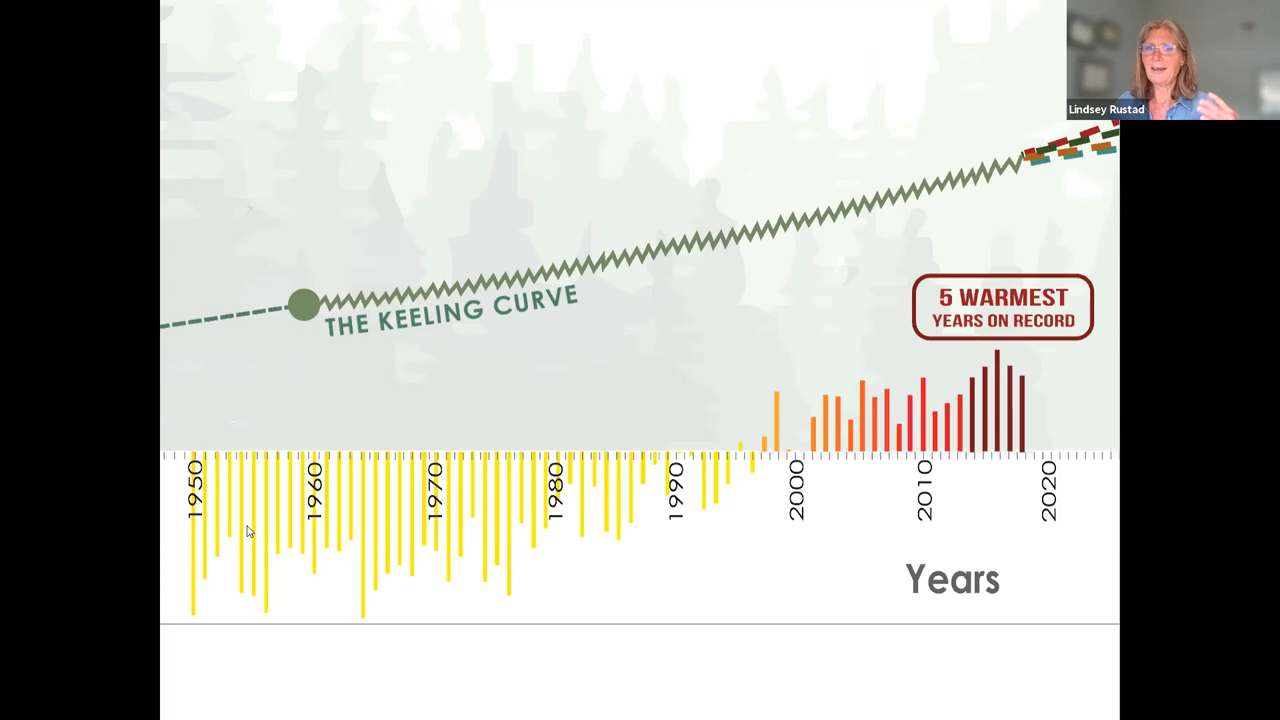 Lindsey Rustad
THE KEELING CURVE
5 WARMEST
YEARS ON RECORD
1950
1960
1970
1980
1990
2000
2010
2020
Years